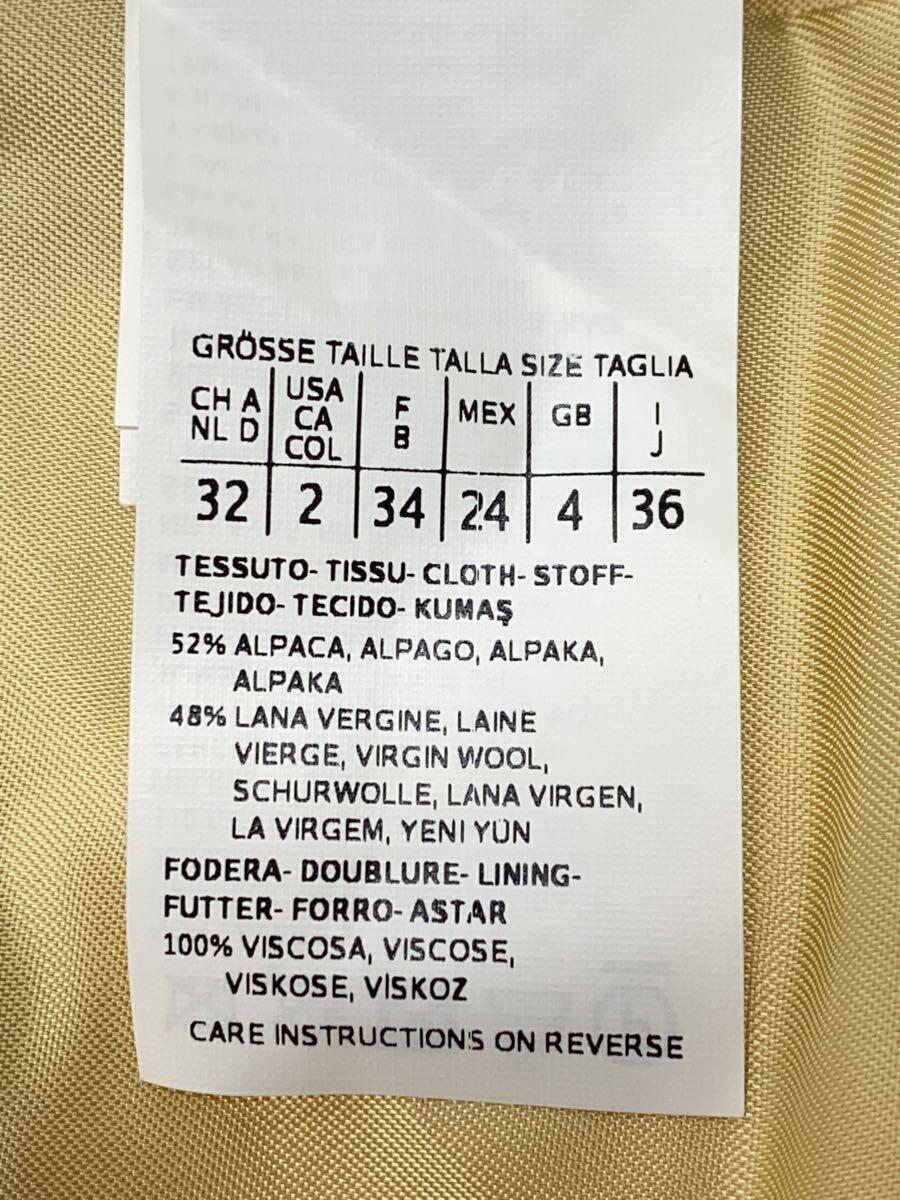 GRÖSSE TAILLE TALLA SIZE TAGLIA
CH A NL D
USA CA COL
F B
MEX
GB
I J
32 2 34 24 4 36
TESSUTO- TISSU- CLOTH- STOFF-
TEJIDO- TECIDO- KUMAŞ
52% ALPACA, ALPAGO, ALPAKA,
ALPAKA
48% LANA VERGINE, LAINE
VIERGE, VIRGIN WOOL,
SCHURWOLLE, LANA VIRGEN,
LA VIRGEM, YENI YÜN
FODERA- DOUBLURE- LINING-
FUTTER- FORRO- ASTAR
100% VISCOSA, VISCOSE,
VISKOSE, VİSKOZ
CARE INSTRUCTIONS ON REVERSE